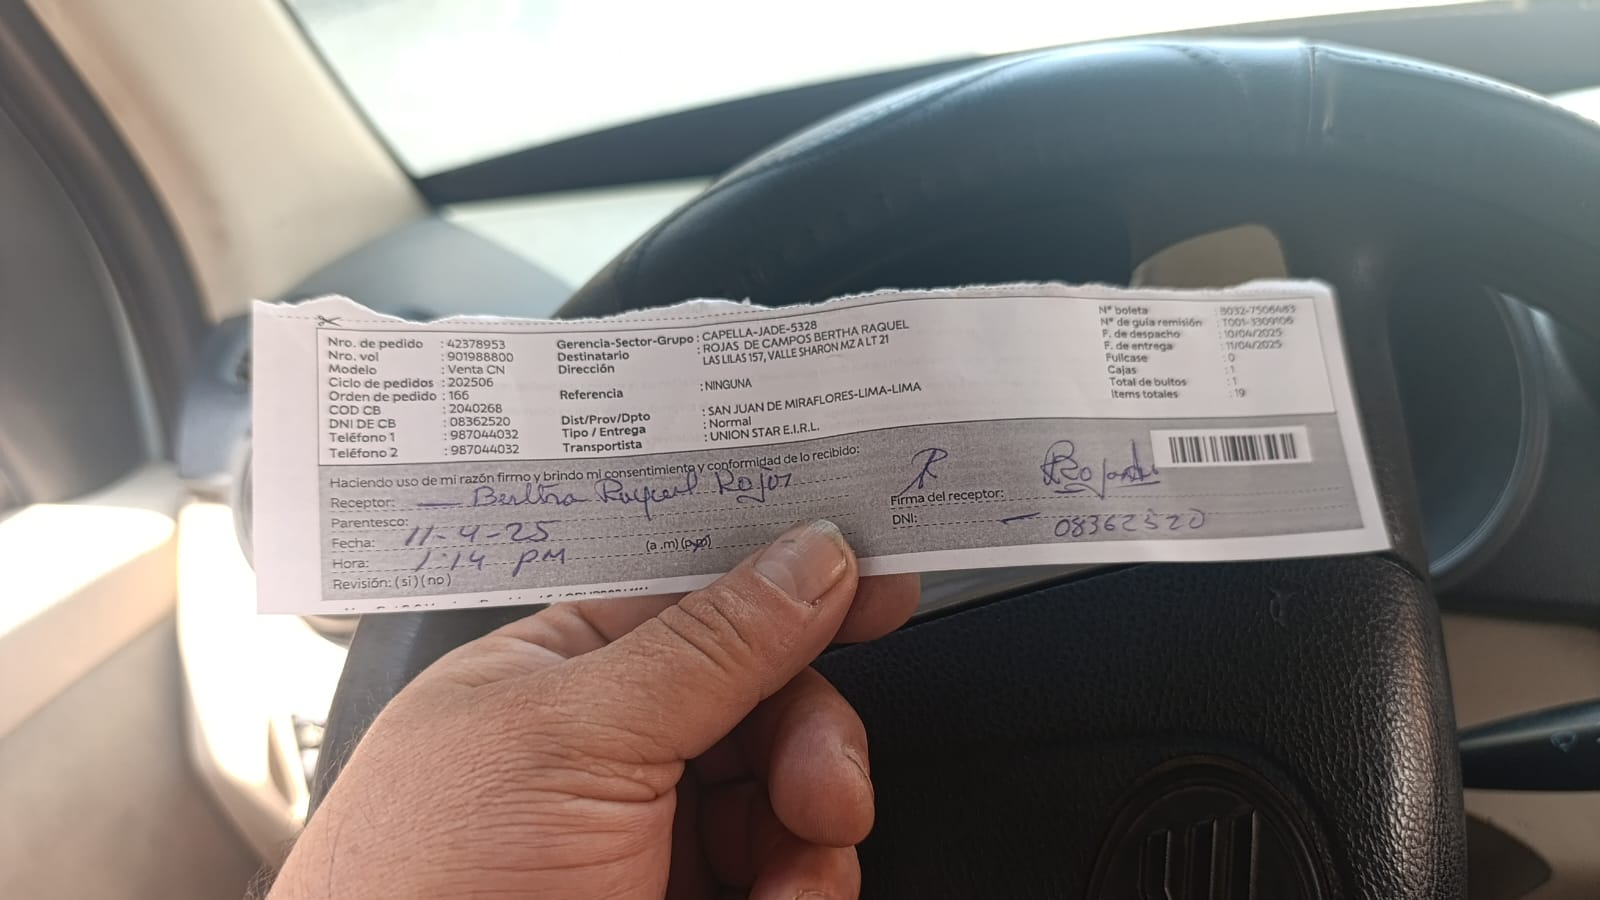 Nro. de pedido : 42378953
Nro. vol : 901988800
Modelo : Venta CN
Ciclo de pedidos : 202506
Orden de pedido : 166
COD CB : 2040268
DNI DE CB : 08362520
Teléfono 1 : 987044032
Teléfono 2 : 987044032
Gerencia-Sector-Grupo : CAPELLA-JADE-5328
Destinatario : ROJAS DE CAMPOS BERTHA RAQUEL
Dirección LAS LILAS 157, VALLE SHARON MZ A LT 21
Referencia : NINGUNA
Dist/Prov/Dpto : SAN JUAN DE MIRAFLORES-LIMA-LIMA
Tipo / Entrega : Normal
Transportista : UNION STAR E.I.R.L.
N° boleta : B032-7506483
N° de guía remisión : T001-3309106
F. de despacho : 10/04/2025
F. de entrega : 11/04/2025
Fullcase : 0
Cajas : 1
Total de bultos : 1
Items totales : 19
Haciendo uso de mi razón firmo y brindo mi consentimiento y conformidad de lo recibido:
Receptor: Bertha Raquel Rojas
Parentesco:
Fecha: 11-4-25
Hora: 1:14 PM (a .m) (p.m)
Revisión: (si) (no)
Firma del receptor:
DNI: 08362520